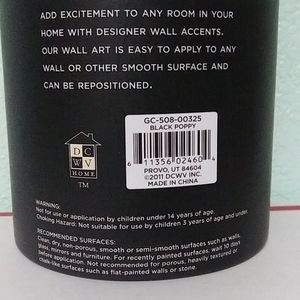 ADD EXCITEMENT TO ANY ROOM IN YOUR
HOME WITH DESIGNER WALL ACCENTS.
OUR WALL ART IS EASY TO APPLY TO ANY
WALL OR OTHER SMOOTH SURFACE AND
CAN BE REPOSITIONED.
GC-508-00325
BLACK POPPY
6 11356 02460 4
PROVO, UT 84604
©2011 DCWV INC.
MADE IN CHINA
D C
W V
HOME
TM
WARNING:
Not for use or application by children under 14 years of age.
Choking Hazard: Not suitable for use by children 3 years of age and under.
RECOMMENDED SURFACES:
Clean, dry, non-porous, smooth or semi-smooth surfaces such as walls,
glass, mirrors and furniture. For recently painted surfaces, wait 10 days
before application. Not recommended for porous, heavily textured or
chalk-like surfaces such as flat-painted walls or stone.